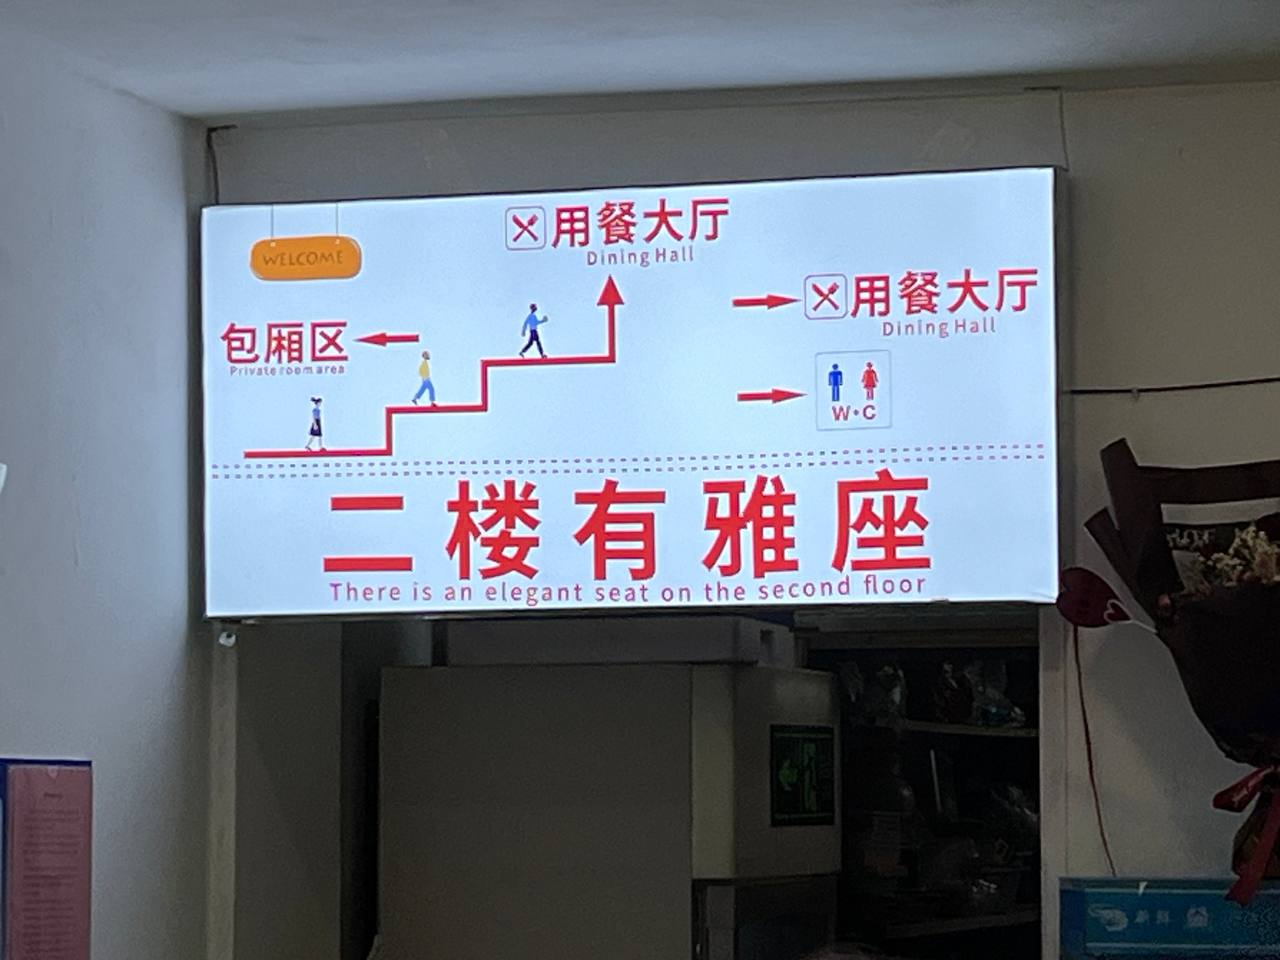 用餐大厅
Dining Hall
WELCOME
用餐大厅
Dining Hall
包厢区
Private room area
W·C
二楼有雅座
There is an elegant seat on the second floor